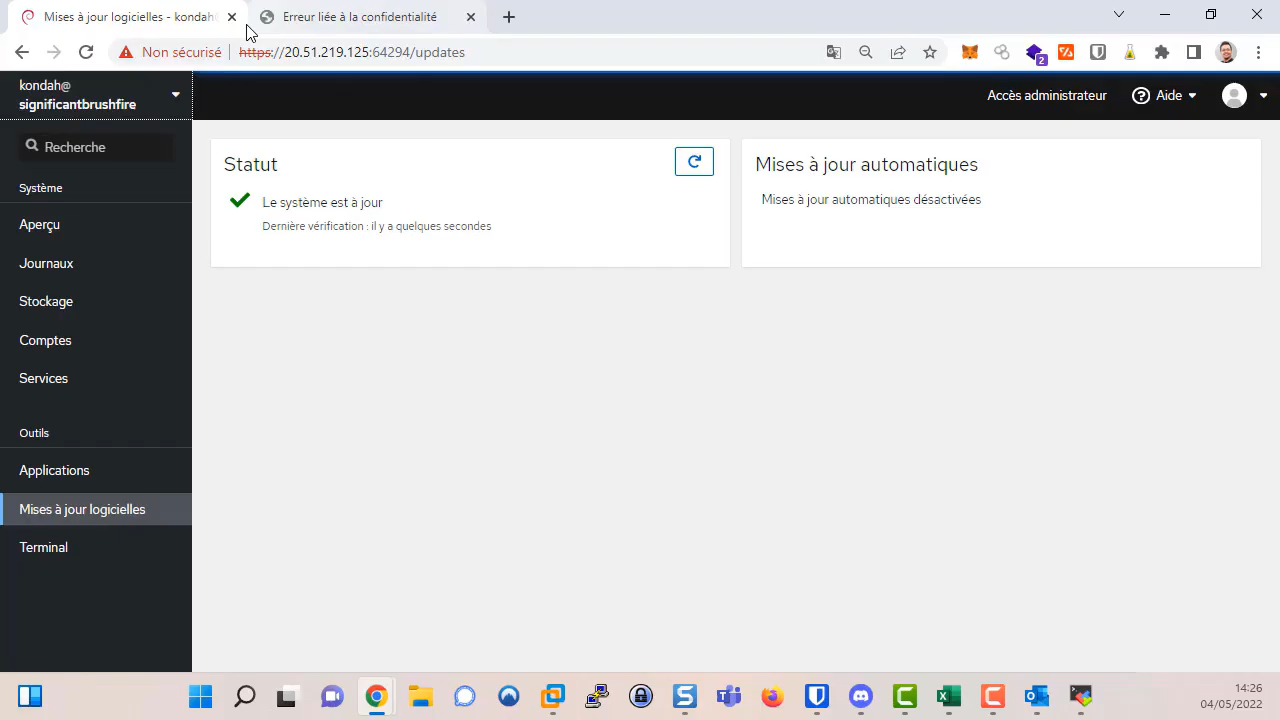 Mises à jour logicielles - kondah@
Erreur liée à la confidentialité
Non sécurisé
https://20.51.219.125:64294/updates
2
kondah@
significantbrushfire
Accès administrateur
Aide
Recherche
Système
Aperçu
Journaux
Stockage
Comptes
Services
Outils
Applications
Mises à jour logicielles
Terminal
Statut
Le système est à jour
Dernière vérification : il y a quelques secondes
Mises à jour automatiques
Mises à jour automatiques désactivées
14:26
04/05/2022